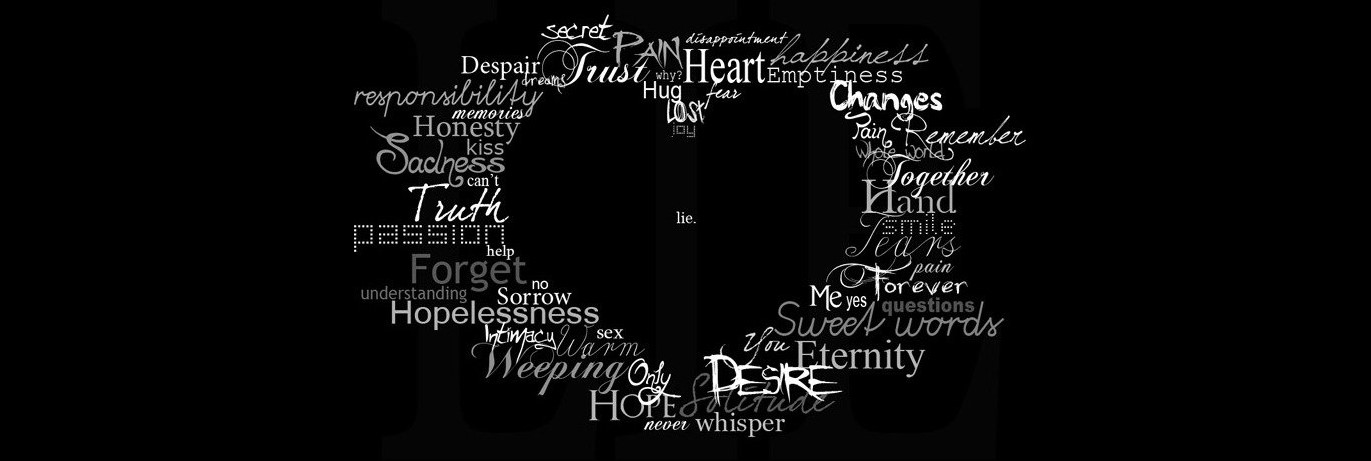 secret
PAIN
disappointment
happiness
Despair
dreams
Trust
why?
Heart
Emptiness
responsibility
Hug
fear
Changes
memories
Lost
joy
Honesty
Pain
Remember
kiss
Whole world
Sadness
can't
Together
Truth
Hand
lie.
smile
passion
Tears
help
Forget
pain
Forever
understanding
no
Sorrow
Me
yes
questions
Hopelessness
Sweet words
Intimacy
Warm
sex
You
Eternity
Weeping
Only
DESIRE
HOPE
Solitude
never
whisper